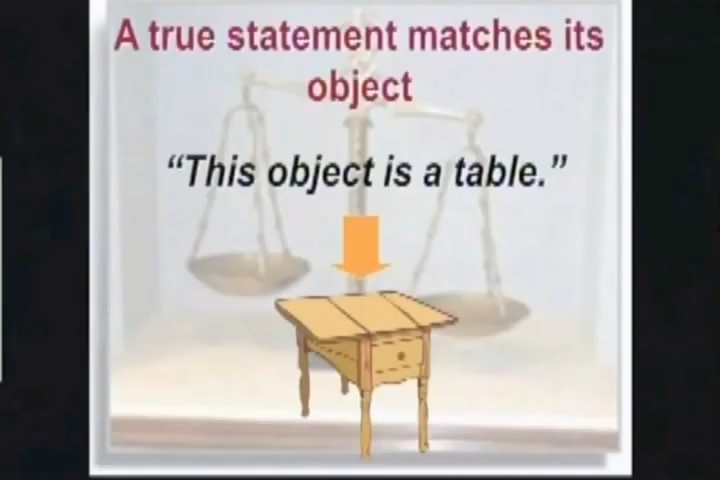 A true statement matches its
object
“This object is a table.”